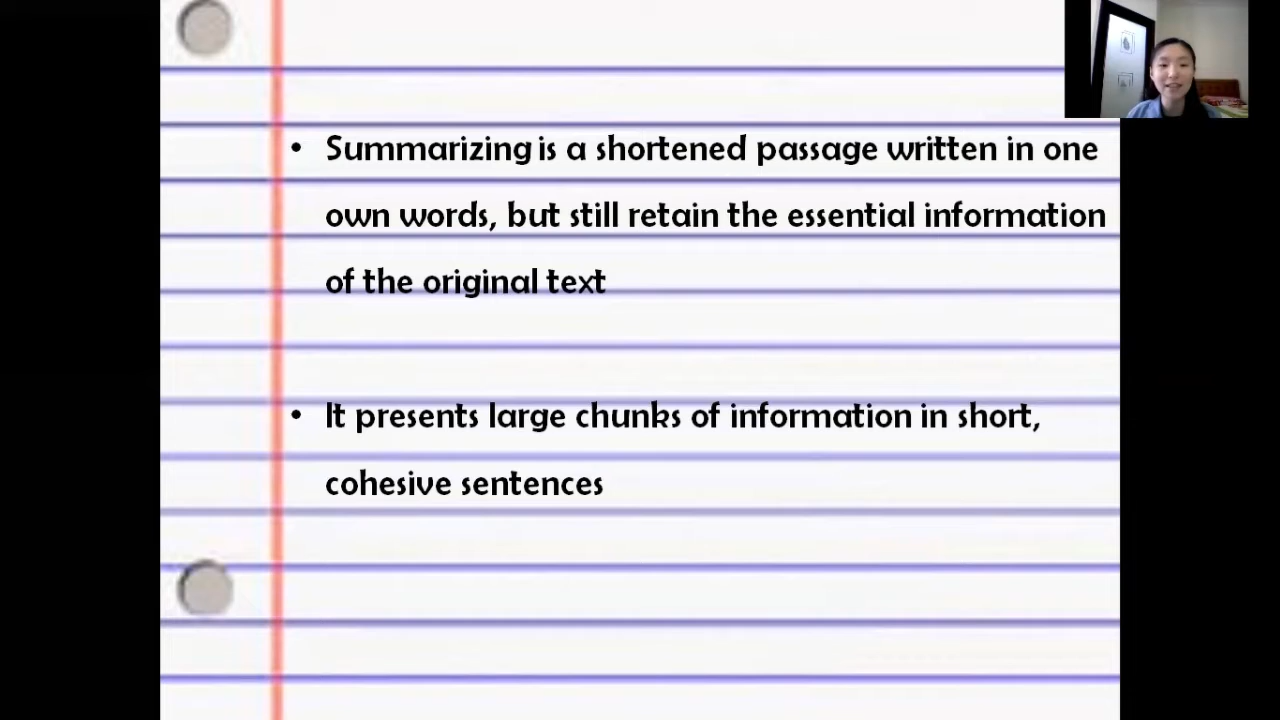 • Summarizing is a shortened passage written in one
own words, but still retain the essential information
of the original text
• It presents large chunks of information in short,
cohesive sentences